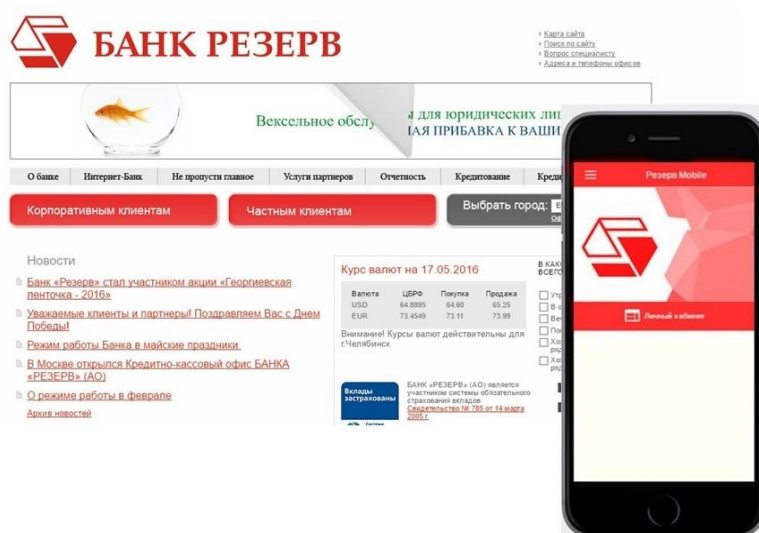 БАНК РЕЗЕРВ
Карта сайта
Поиск по сайту
Вопрос специалисту
Адреса и телефоны офисов
Вексельное
для юридических
ПРИБАВКА К ВАШИ
О банке Интернет-Банк Не пропусти главное Услуги партнеров Отчетность Кредитование
Корпоративным клиентам
Частным клиентам
Выбрать город:
Новости
Банк «Резерв» стал участником акции «Георгиевская
ленточка - 2016»
Уважаемые клиенты и партнеры! Поздравляем Вас с Днем
Победы!
Режим работы Банка в майские праздники.
В Москве открылся Кредитно-кассовый офис БАНКА
«РЕЗЕРВ» (АО)
О режиме работы в феврале
Архив новостей
Курс валют на 17.05.2016
Валюта ЦБРФ Покупка Продажа
USD 64.8895 64.60 65.25
EUR 73.4549 73.11 73.99
Внимание! Курсы валют действительны для
г.Челябинск
Вклады
застрахованы
БАНК «РЕЗЕРВ» (АО) является
участником системы обязательного
страхования вкладов.
Свидетельство № 785 от 14 марта
2005 г.
Резерв Mobile
Личный кабинет